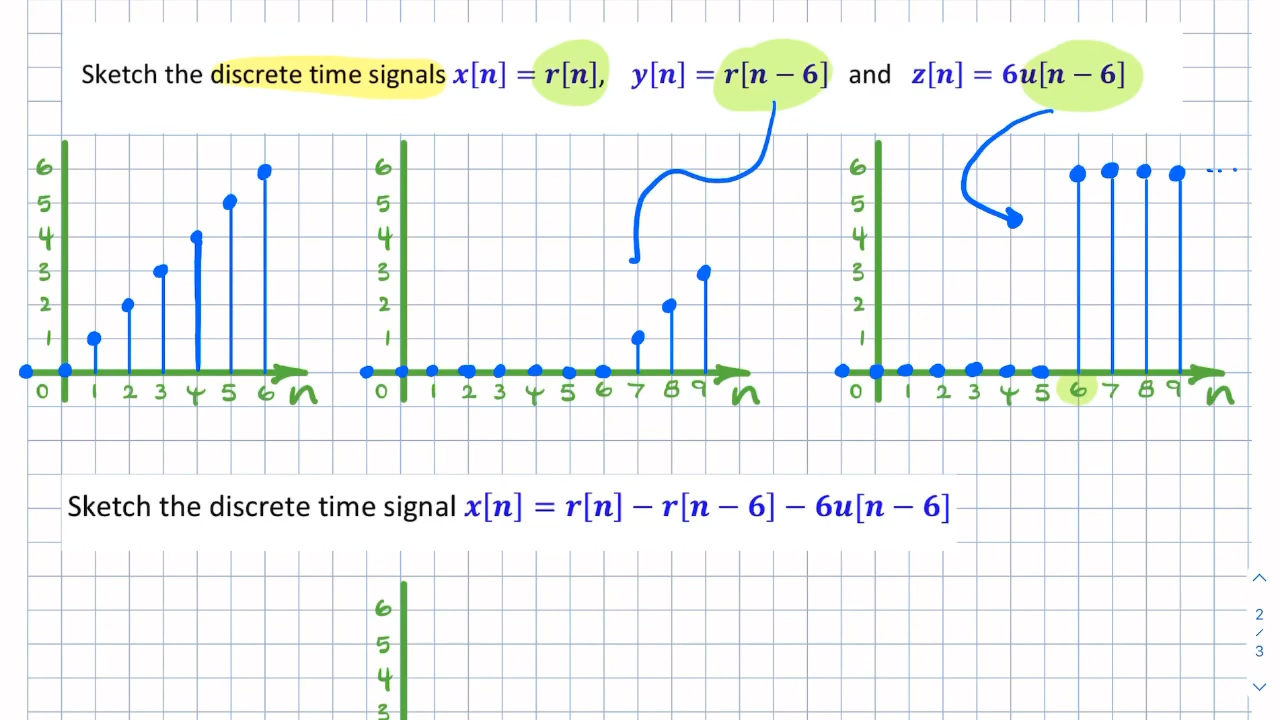 Sketch the discrete time signals x[n] = r[n], y[n] = r[n − 6] and z[n] = 6u[n − 6]
6 5 4 3 2 1
0 1 2 3 4 5 6 n
6 5 4 3 2 1
0 1 2 3 4 5 6 7 8 9 n
6 5 4 3 2 1
...
0 1 2 3 4 5 6 7 8 9 n
Sketch the discrete time signal x[n] = r[n] − r[n − 6] − 6u[n − 6]
6
5
4
3
2
/
3